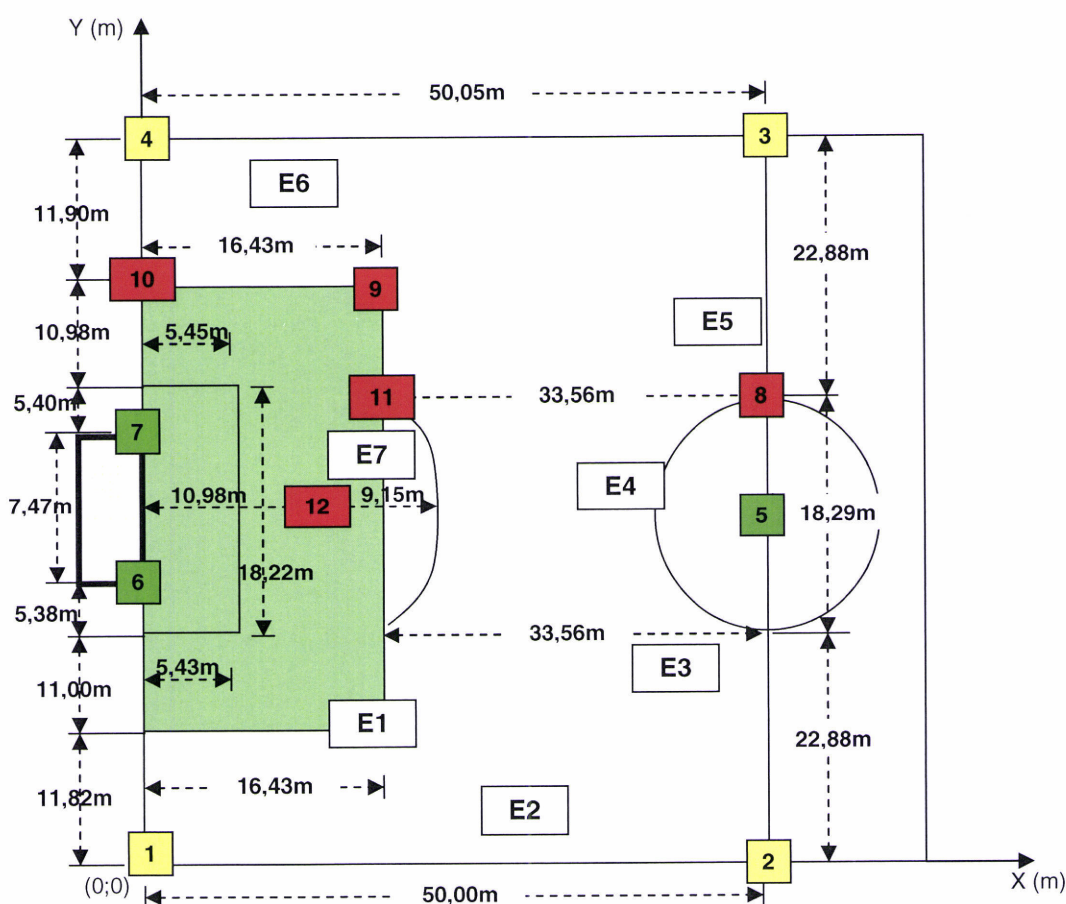 Y (m)
50,05m
4
3
E6
11,90m
16,43m
22,88m
10
9
E5
10,98m
5,45m
5,40m
11
33,56m
8
7
E7
E4
7,47m
10,98m
12
9,15m
5
18,29m
6
18,22m
5,38m
33,56m
E3
5,43m
11,00m
E1
22,88m
16,43m
11,82m
E2
1
2
(0;0)
X (m)
50,00m